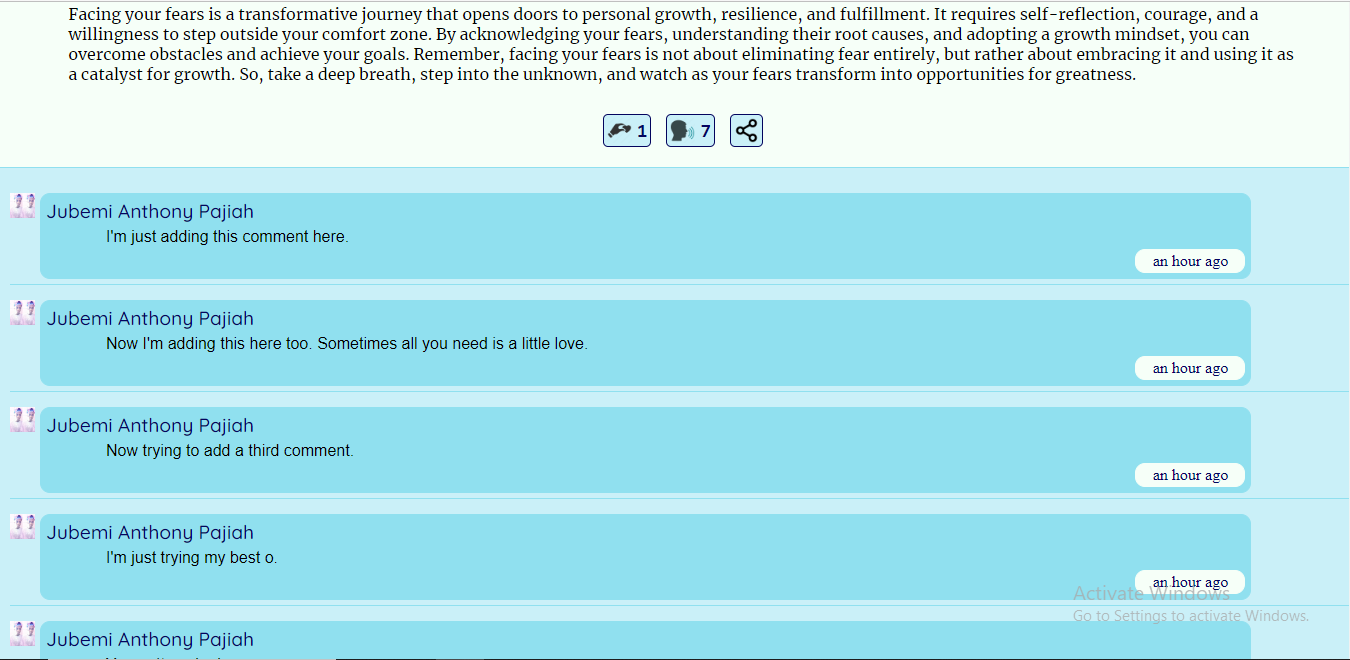 Facing your fears is a transformative journey that opens doors to personal growth, resilience, and fulfillment. It requires self-reflection, courage, and a
willingness to step outside your comfort zone. By acknowledging your fears, understanding their root causes, and adopting a growth mindset, you can
overcome obstacles and achieve your goals. Remember, facing your fears is not about eliminating fear entirely, but rather about embracing it and using it as
a catalyst for growth. So, take a deep breath, step into the unknown, and watch as your fears transform into opportunities for greatness.
1 7
Jubemi Anthony Pajiah
I'm just adding this comment here.
an hour ago
Jubemi Anthony Pajiah
Now I'm adding this here too. Sometimes all you need is a little love.
an hour ago
Jubemi Anthony Pajiah
Now trying to add a third comment.
an hour ago
Jubemi Anthony Pajiah
I'm just trying my best o.
an hour ago
Activate Windows
Go to Settings to activate Windows.
Jubemi Anthony Pajiah